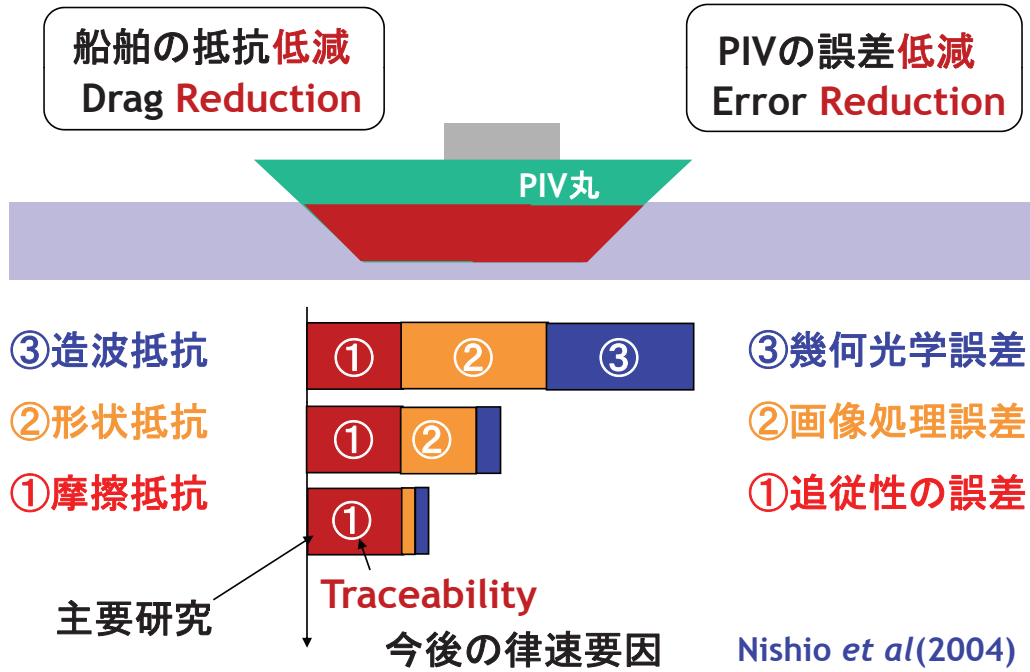 船舶の抵抗低減
Drag Reduction
PIVの誤差低減
Error Reduction
PIV丸
③造波抵抗
②形状抵抗
①摩擦抵抗
① ② ③
① ②
①
③幾何光学誤差
②画像処理誤差
①追従性の誤差
主要研究
Traceability
今後の律速要因
Nishio et al(2004)